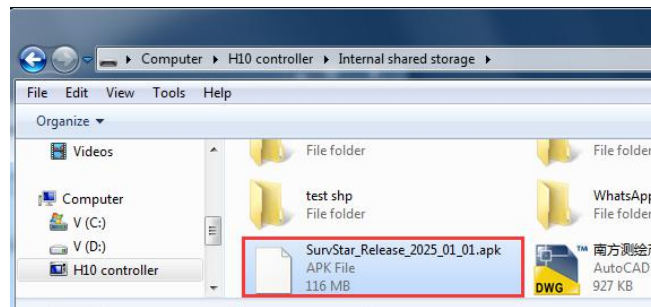 Computer ▸ H10 controller ▸ Internal shared storage ▸
File Edit View Tools Help
Organize ▾
Videos
Computer
V (C:)
V (D:)
H10 controller
File folder
File folder
test shp
File folder
WhatsApp
File folder
SurvStar_Release_2025_01_01.apk
APK File
116 MB
DWG
TM
南方测绘
AutoCAD
927 KB